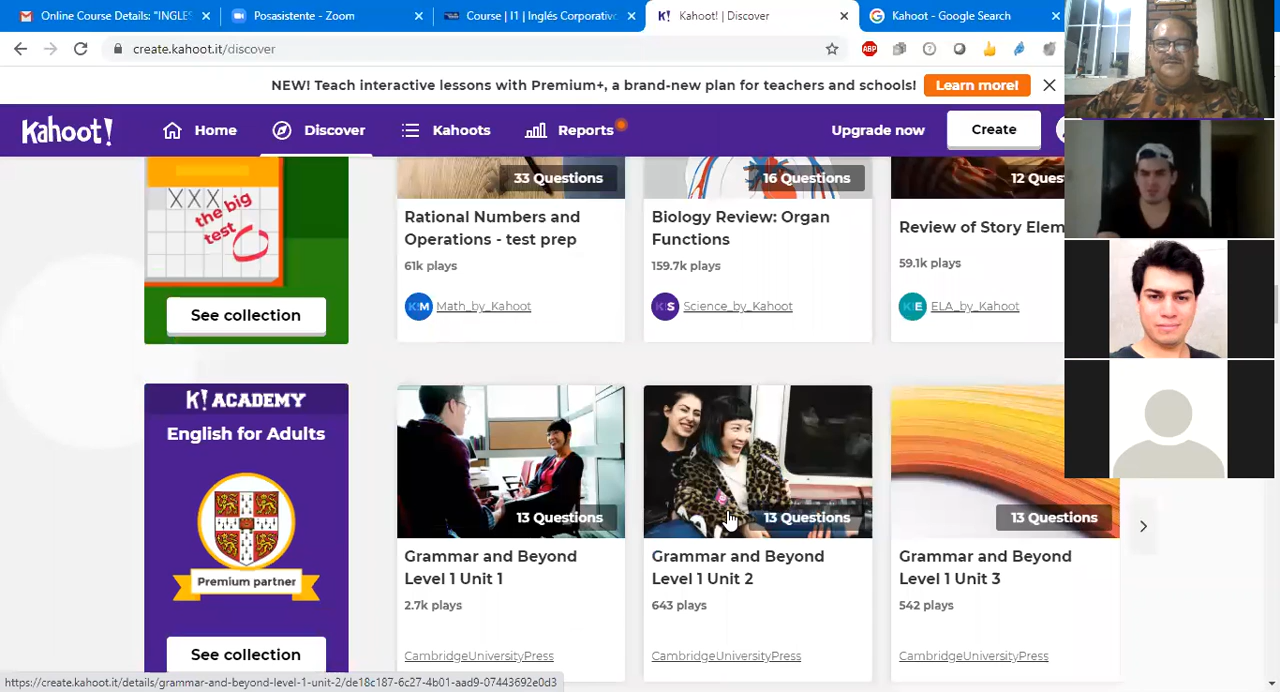 Online Course Details: "INGLES
Posasistente - Zoom
Course | I1 | Inglés Corporativo
Kahoot! | Discover
Kahoot - Google Search
create.kahoot.it/discover
ABP
NEW! Teach interactive lessons with Premium+, a brand-new plan for teachers and schools!
Learn more!
Kahoot!
Home
Discover
Kahoots
Reports
Upgrade now
Create
XXX
the big
test
See collection
33 Questions
16 Questions
12 Ques
Rational Numbers and
Operations - test prep
61k plays
K!M Math_by_Kahoot
Biology Review: Organ
Functions
159.7k plays
K!S Science_by_Kahoot
Review of Story Elem
59.1k plays
K!E ELA_by_Kahoot
K! ACADEMY
English for Adults
Premium partner
See collection
13 Questions
Grammar and Beyond
Level 1 Unit 1
2.7k plays
CambridgeUniversityPress
13 Questions
Grammar and Beyond
Level 1 Unit 2
643 plays
CambridgeUniversityPress
13 Questions
Grammar and Beyond
Level 1 Unit 3
542 plays
CambridgeUniversityPress
https://create.kahoot.it/details/grammar-and-beyond-level-1-unit-2/de18c187-6c27-4b01-aad9-07443692e0d3